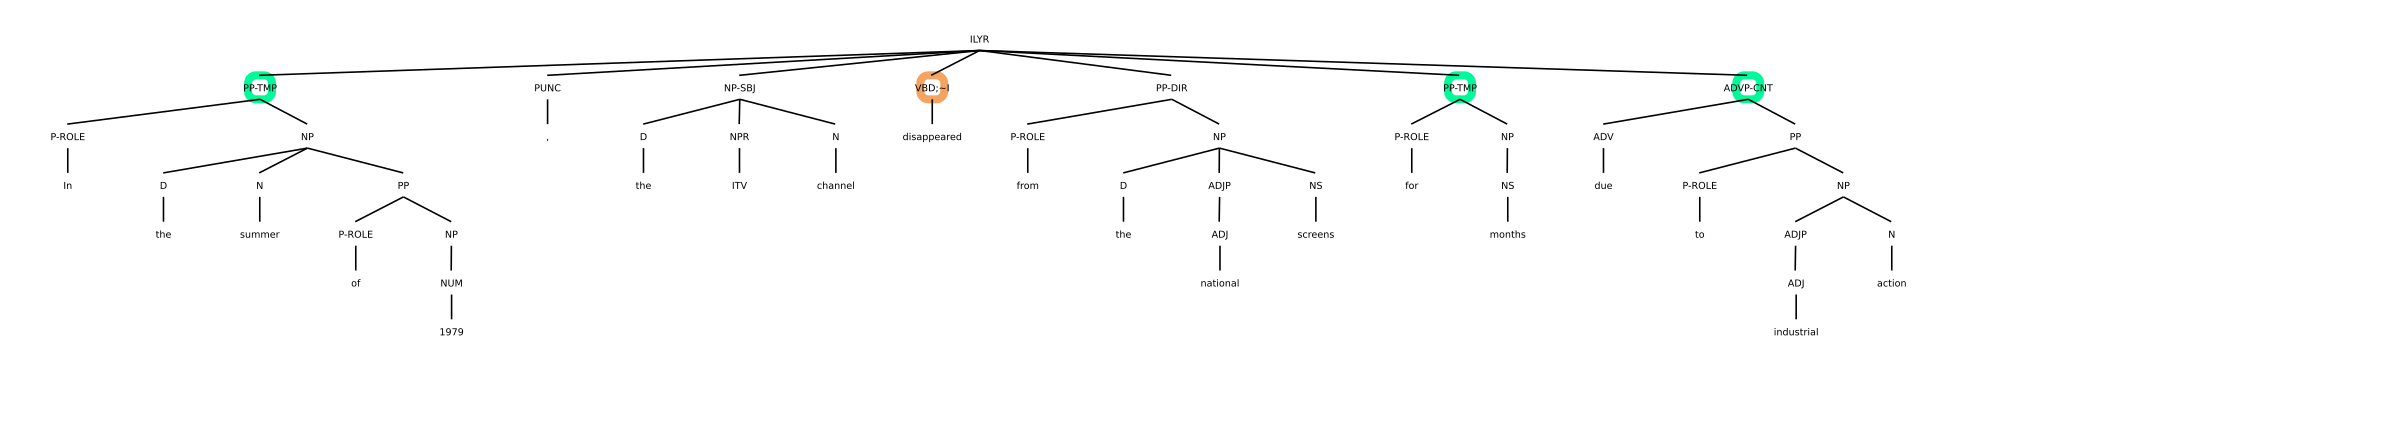 ILYR
PP-TMP PUNC NP-SBJ VBD;~I PP-DIR PP-TMP ADVP-CNT
P-ROLE NP , D NPR N disappeared P-ROLE NP P-ROLE NP ADV PP
In D N PP the ITV channel from D ADJP NS for NS due P-ROLE NP
the summer P-ROLE NP the ADJ screens months to ADJP N
of NUM national ADJ action
1979 industrial